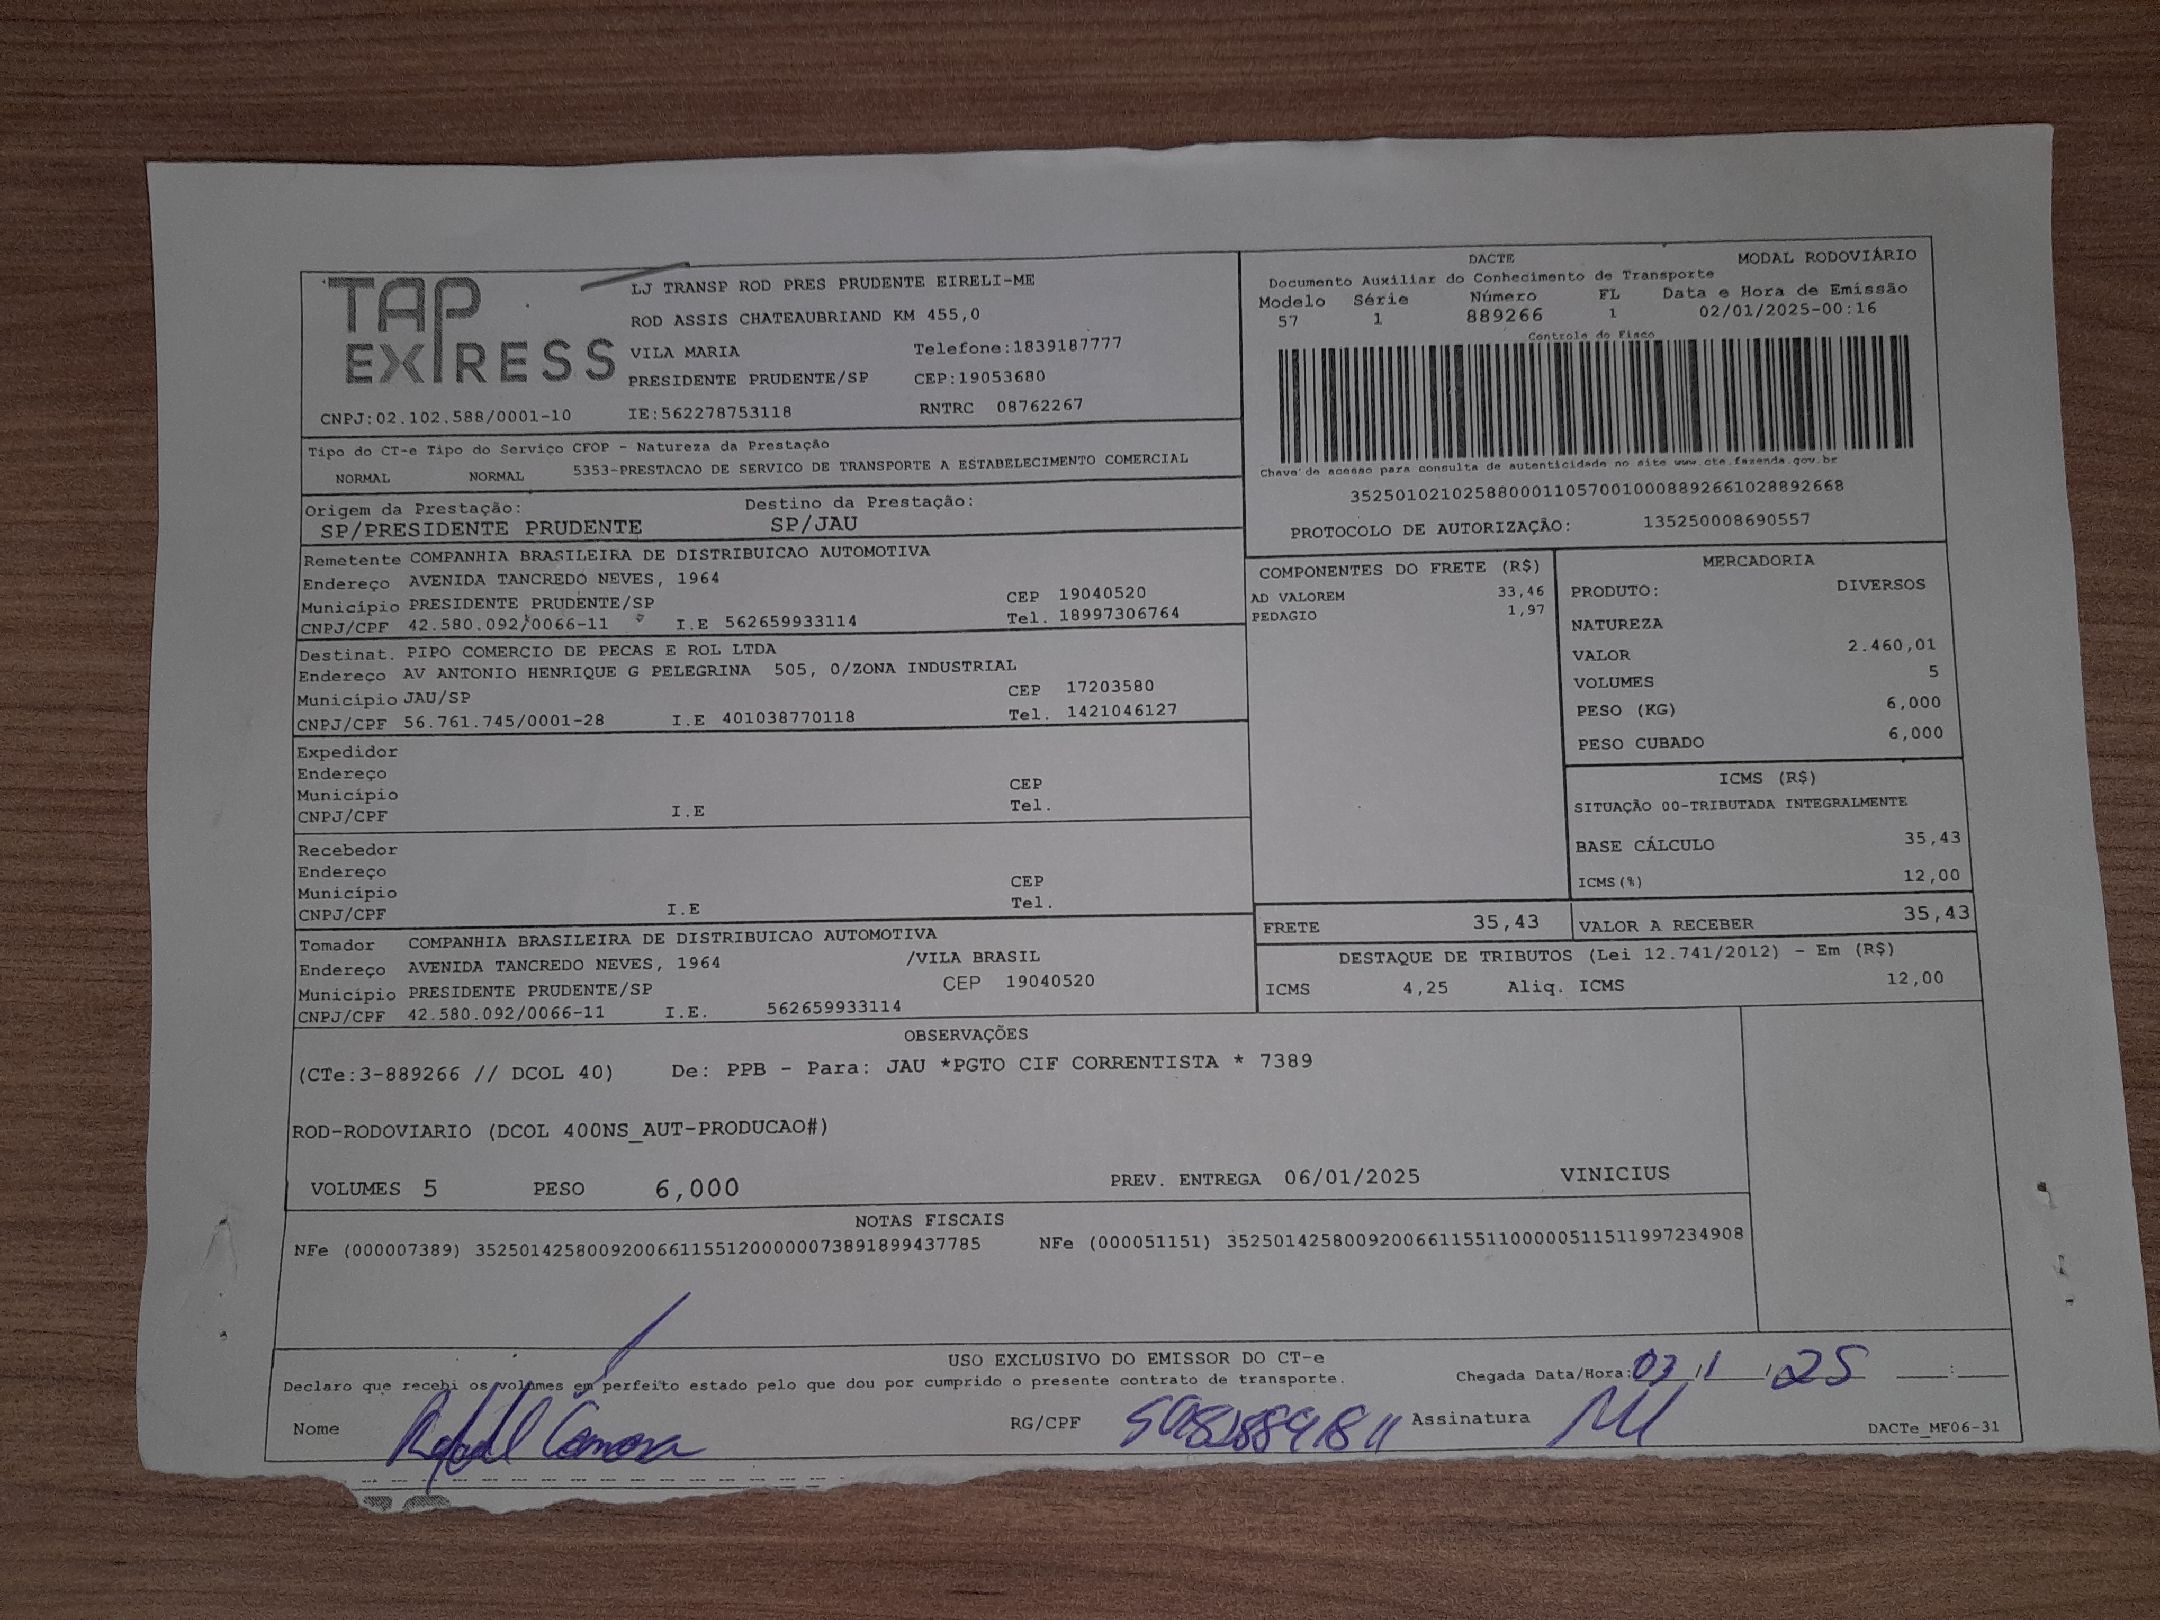 TAP EXPRESS
LJ TRANSP ROD PRES PRUDENTE EIRELI-ME
ROD ASSIS CHATEAUBRIAND KM 455,0
VILA MARIA Telefone:1839187777
PRESIDENTE PRUDENTE/SP CEP:19053680
CNPJ:02.102.588/0001-10 IE:562278753118 RNTRC 08762267
DACTE MODAL RODOVIÁRIO
Documento Auxiliar do Conhecimento de Transporte
Modelo Série Número FL Data e Hora de Emissão
57 1 889266 1 02/01/2025-00:16
Controle do Fisco
Chave de acesso para consulta de autenticidade no site www.cte.fazenda.gov.br
35250102102588000110570010008892661028892668
PROTOCOLO DE AUTORIZAÇÃO: 135250008690557
Tipo do CT-e Tipo do Serviço CFOP - Natureza da Prestação
NORMAL NORMAL 5353-PRESTACAO DE SERVICO DE TRANSPORTE A ESTABELECIMENTO COMERCIAL
Origem da Prestação: Destino da Prestação:
SP/PRESIDENTE PRUDENTE SP/JAU
Remetente COMPANHIA BRASILEIRA DE DISTRIBUICAO AUTOMOTIVA
Endereço AVENIDA TANCREDO NEVES, 1964
Município PRESIDENTE PRUDENTE/SP CEP 19040520
CNPJ/CPF 42.580.092/0066-11 I.E 562659933114 Tel. 18997306764
Destinat. PIPO COMERCIO DE PECAS E ROL LTDA
Endereço AV ANTONIO HENRIQUE G PELEGRINA 505, 0/ZONA INDUSTRIAL
Município JAU/SP CEP 17203580
CNPJ/CPF 56.761.745/0001-28 I.E 401038770118 Tel. 1421046127
Expedidor
Endereço
Município CEP
CNPJ/CPF I.E Tel.
Recebedor
Endereço
Município CEP
CNPJ/CPF I.E Tel.
Tomador COMPANHIA BRASILEIRA DE DISTRIBUICAO AUTOMOTIVA
Endereço AVENIDA TANCREDO NEVES, 1964 /VILA BRASIL
Município PRESIDENTE PRUDENTE/SP CEP 19040520
CNPJ/CPF 42.580.092/0066-11 I.E. 562659933114
COMPONENTES DO FRETE (R$)
AD VALOREM 33,46
PEDAGIO 1,97
MERCADORIA
PRODUTO: DIVERSOS
NATUREZA
VALOR 2.460,01
VOLUMES 5
PESO (KG) 6,000
PESO CUBADO 6,000
ICMS (R$)
SITUAÇÃO 00-TRIBUTADA INTEGRALMENTE
BASE CÁLCULO 35,43
ICMS(%) 12,00
FRETE 35,43 VALOR A RECEBER 35,43
DESTAQUE DE TRIBUTOS (Lei 12.741/2012) - Em (R$)
ICMS 4,25 Aliq. ICMS 12,00
OBSERVAÇÕES
(CTe:3-889266 // DCOL 40) De: PPB - Para: JAU *PGTO CIF CORRENTISTA * 7389
ROD-RODOVIARIO (DCOL 400NS_AUT-PRODUCAO#)
VOLUMES 5 PESO 6,000 PREV. ENTREGA 06/01/2025 VINICIUS
NOTAS FISCAIS
NFe (000007389) 35250142580092006611551200000073891899437785 NFe (000051151) 35250142580092006611551100000511511997234908
USO EXCLUSIVO DO EMISSOR DO CT-e
Declaro que recebi os volumes em perfeito estado pelo que dou por cumprido o presente contrato de transporte. Chegada Data/Hora: 03/1/25 :
Nome RG/CPF Assinatura
DACTe_MF06-31